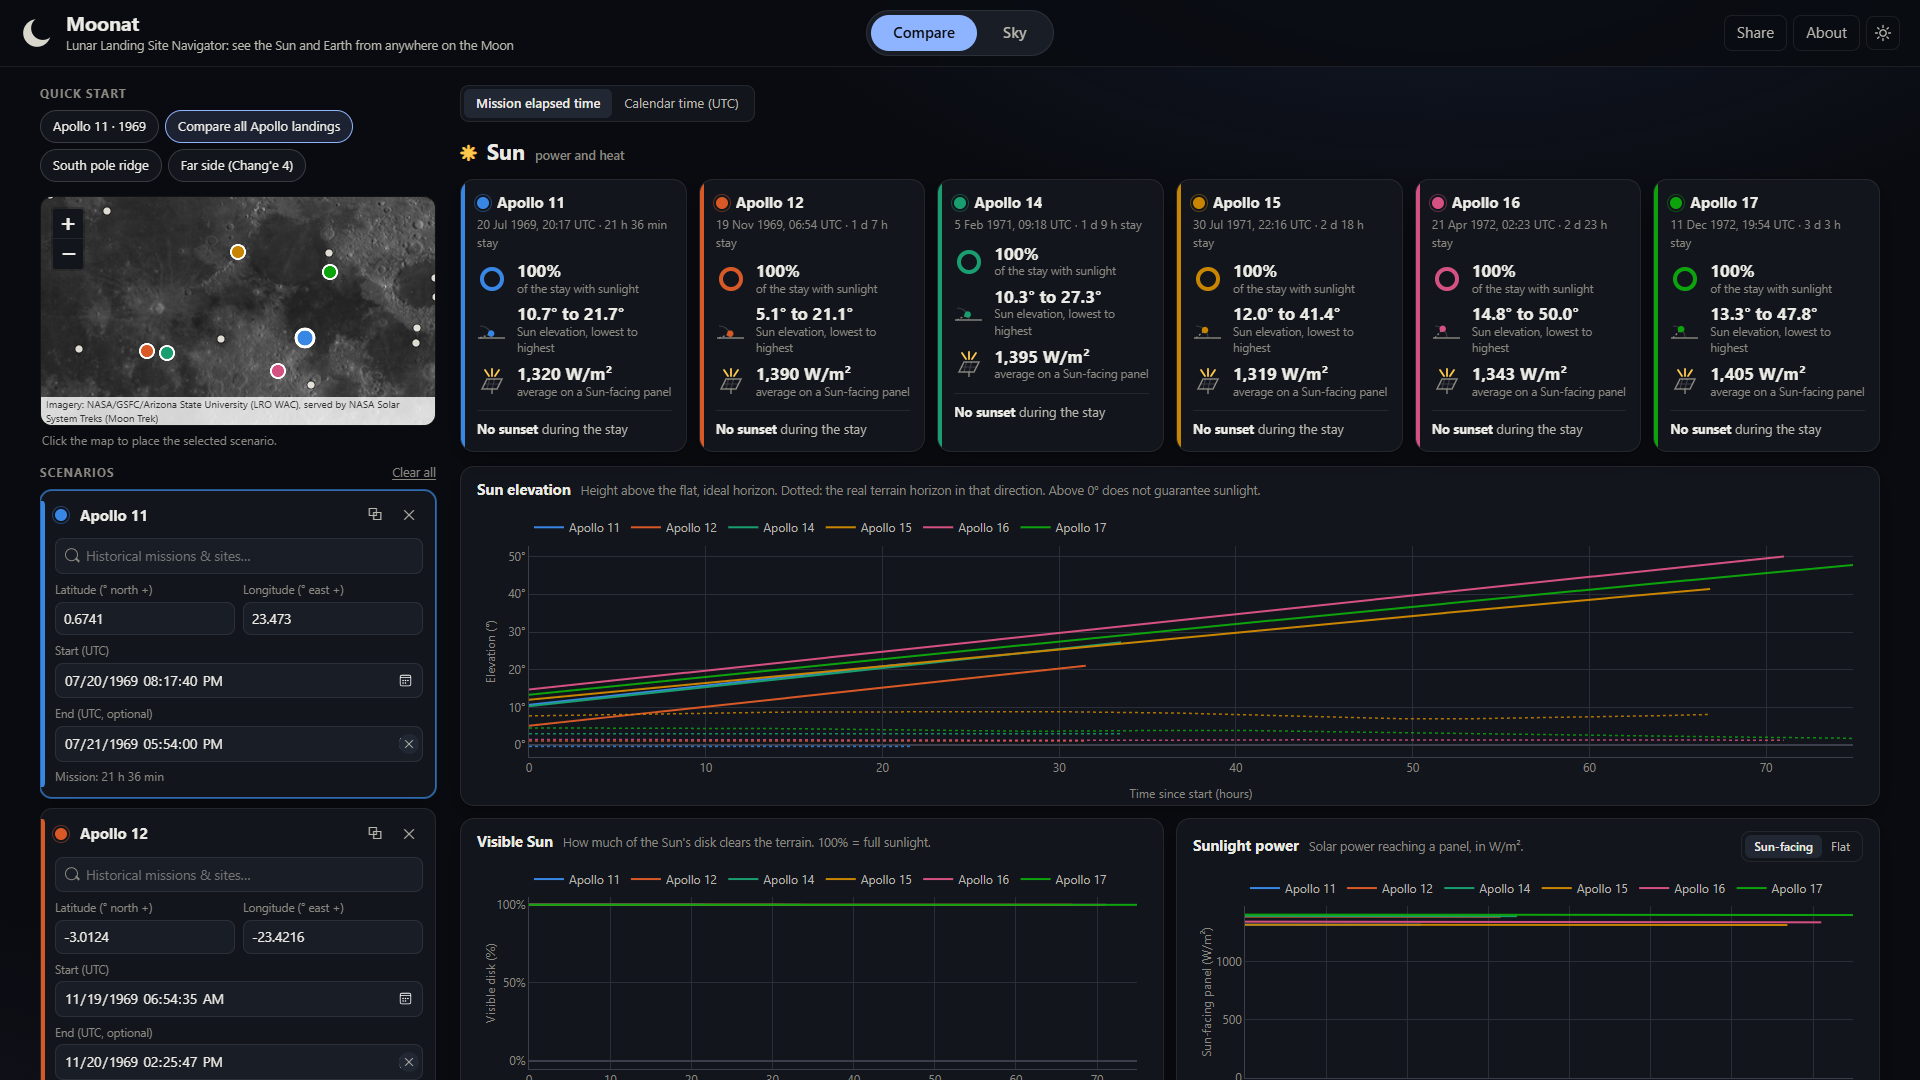 Moonat
Lunar Landing Site Navigator: see the Sun and Earth from anywhere on the Moon
Compare
Sky
Share
About
QUICK START
Apollo 11 · 1969
Compare all Apollo landings
South pole ridge
Far side (Chang'e 4)
+
−
Imagery: NASA/GSFC/Arizona State University (LRO WAC), served by NASA Solar
System Treks (Moon Trek)
Click the map to place the selected scenario.
SCENARIOS
Clear all
Apollo 11
Historical missions & sites...
Latitude (° north +)
Longitude (° east +)
0.6741
23.473
Start (UTC)
07/20/1969 08:17:40 PM
End (UTC, optional)
07/21/1969 05:54:00 PM
Mission: 21 h 36 min
Apollo 12
Historical missions & sites...
Latitude (° north +)
Longitude (° east +)
-3.0124
-23.4216
Start (UTC)
11/19/1969 06:54:35 AM
End (UTC, optional)
11/20/1969 02:25:47 PM
Mission elapsed time
Calendar time (UTC)
Sun power and heat
Apollo 11
20 Jul 1969, 20:17 UTC · 21 h 36 min
stay
100%
of the stay with sunlight
10.7° to 21.7°
Sun elevation, lowest to
highest
1,320 W/m²
average on a Sun-facing panel
No sunset during the stay
Apollo 12
19 Nov 1969, 06:54 UTC · 1 d 7 h
stay
100%
of the stay with sunlight
5.1° to 21.1°
Sun elevation, lowest to
highest
1,390 W/m²
average on a Sun-facing panel
No sunset during the stay
Apollo 14
5 Feb 1971, 09:18 UTC · 1 d 9 h stay
100%
of the stay with sunlight
10.3° to 27.3°
Sun elevation, lowest to
highest
1,395 W/m²
average on a Sun-facing panel
No sunset during the stay
Apollo 15
30 Jul 1971, 22:16 UTC · 2 d 18 h
stay
100%
of the stay with sunlight
12.0° to 41.4°
Sun elevation, lowest to
highest
1,319 W/m²
average on a Sun-facing panel
No sunset during the stay
Apollo 16
21 Apr 1972, 02:23 UTC · 2 d 23 h
stay
100%
of the stay with sunlight
14.8° to 50.0°
Sun elevation, lowest to
highest
1,343 W/m²
average on a Sun-facing panel
No sunset during the stay
Apollo 17
11 Dec 1972, 19:54 UTC · 3 d 3 h
stay
100%
of the stay with sunlight
13.3° to 47.8°
Sun elevation, lowest to
highest
1,405 W/m²
average on a Sun-facing panel
No sunset during the stay
Sun elevation Height above the flat, ideal horizon. Dotted: the real terrain horizon in that direction. Above 0° does not guarantee sunlight.
Apollo 11 Apollo 12 Apollo 14 Apollo 15 Apollo 16 Apollo 17
Elevation (°)
50°
40°
30°
20°
10°
0°
0 10 20 30 40 50 60 70
Time since start (hours)
Visible Sun How much of the Sun's disk clears the terrain. 100% = full sunlight.
Apollo 11 Apollo 12 Apollo 14 Apollo 15 Apollo 16 Apollo 17
Visible disk (%)
100%
50%
0%
0 10 20 30 40 50 60 70
Sunlight power Solar power reaching a panel, in W/m².
Sun-facing
Flat
Apollo 11 Apollo 12 Apollo 14 Apollo 15 Apollo 16 Apollo 17
Sun-facing panel (W/m²)
1000
500
0